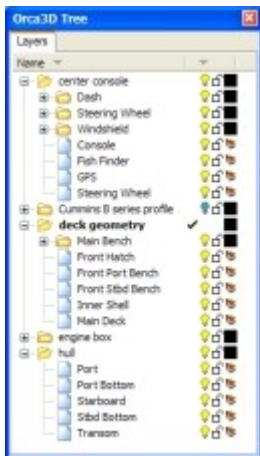 Orca3D Tree
Layers
Name
center console
Dash
Steering Wheel
Windshield
Console
Fish Finder
GPS
Steering Wheel
Cummins B series profile
deck geometry
Main Bench
Front Hatch
Front Port Bench
Front Stbd Bench
Inner Shell
Main Deck
engine box
hull
Port
Port Bottom
Starboard
Stbd Bottom
Transom